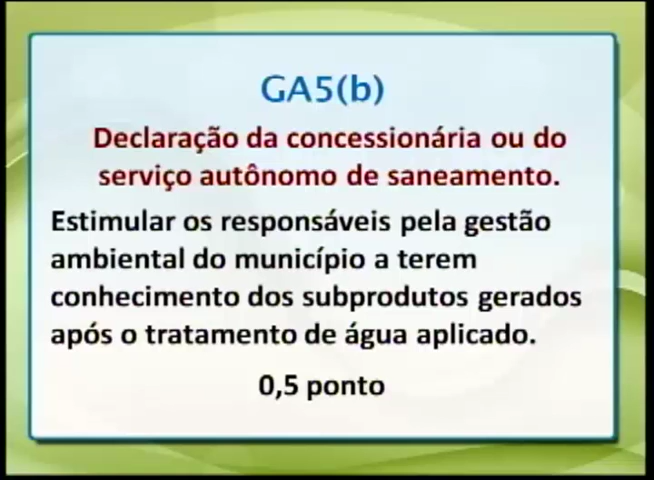 GA5(b)
Declaração da concessionária ou do
serviço autônomo de saneamento.
Estimular os responsáveis pela gestão
ambiental do município a terem
conhecimento dos subprodutos gerados
após o tratamento de água aplicado.
0,5 ponto